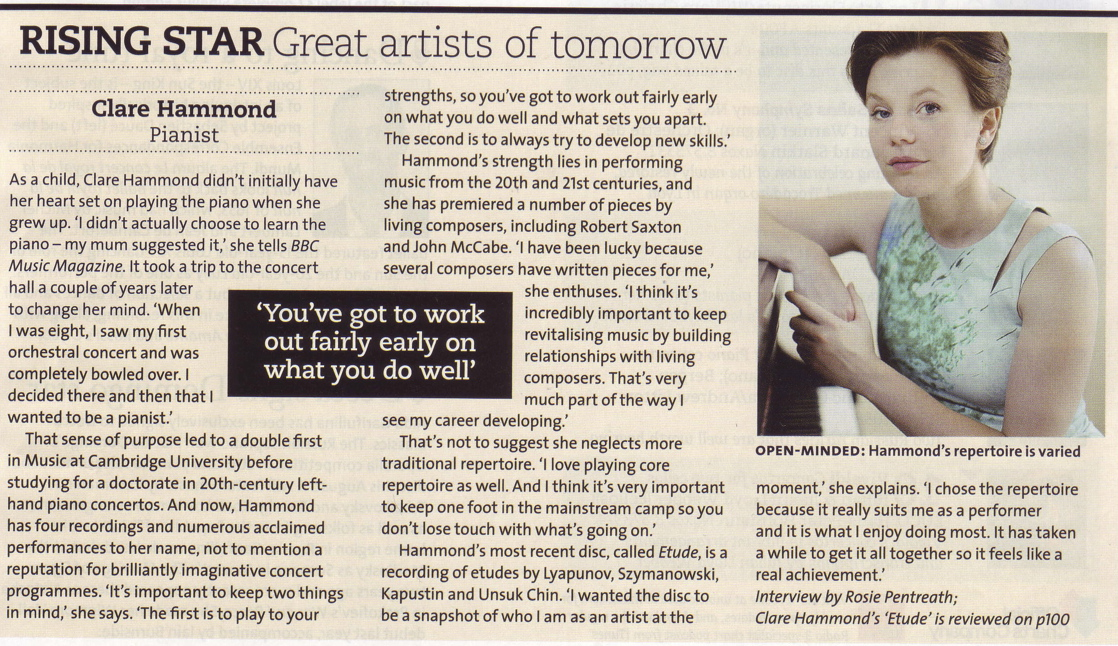 RISING STAR Great artists of tomorrow
Clare Hammond
Pianist
As a child, Clare Hammond didn't initially have
her heart set on playing the piano when she
grew up. 'I didn't actually choose to learn the
piano – my mum suggested it,' she tells BBC
Music Magazine. It took a trip to the concert
hall a couple of years later
to change her mind. 'When
I was eight, I saw my first
orchestral concert and was
completely bowled over. I
decided there and then that I
wanted to be a pianist.'
That sense of purpose led to a double first
in Music at Cambridge University before
studying for a doctorate in 20th-century left-
hand piano concertos. And now, Hammond
has four recordings and numerous acclaimed
performances to her name, not to mention a
reputation for brilliantly imaginative concert
programmes. 'It's important to keep two things
in mind,' she says. 'The first is to play to your
strengths, so you've got to work out fairly early
on what you do well and what sets you apart.
The second is to always try to develop new skills.'
Hammond's strength lies in performing
music from the 20th and 21st centuries, and
she has premiered a number of pieces by
living composers, including Robert Saxton
and John McCabe. 'I have been lucky because
several composers have written pieces for me,'
she enthuses. 'I think it's
incredibly important to keep
revitalising music by building
relationships with living
composers. That's very
much part of the way I
see my career developing.'
'You've got to work
out fairly early on
what you do well'
That's not to suggest she neglects more
traditional repertoire. 'I love playing core
repertoire as well. And I think it's very important
to keep one foot in the mainstream camp so you
don't lose touch with what's going on.'
Hammond's most recent disc, called Etude, is a
recording of etudes by Lyapunov, Szymanowski,
Kapustin and Unsuk Chin. 'I wanted the disc to
be a snapshot of who I am as an artist at the
OPEN-MINDED: Hammond's repertoire is varied
moment,' she explains. 'I chose the repertoire
because it really suits me as a performer
and it is what I enjoy doing most. It has taken
a while to get it all together so it feels like a
real achievement.'
Interview by Rosie Pentreath;
Clare Hammond's 'Etude' is reviewed on p100